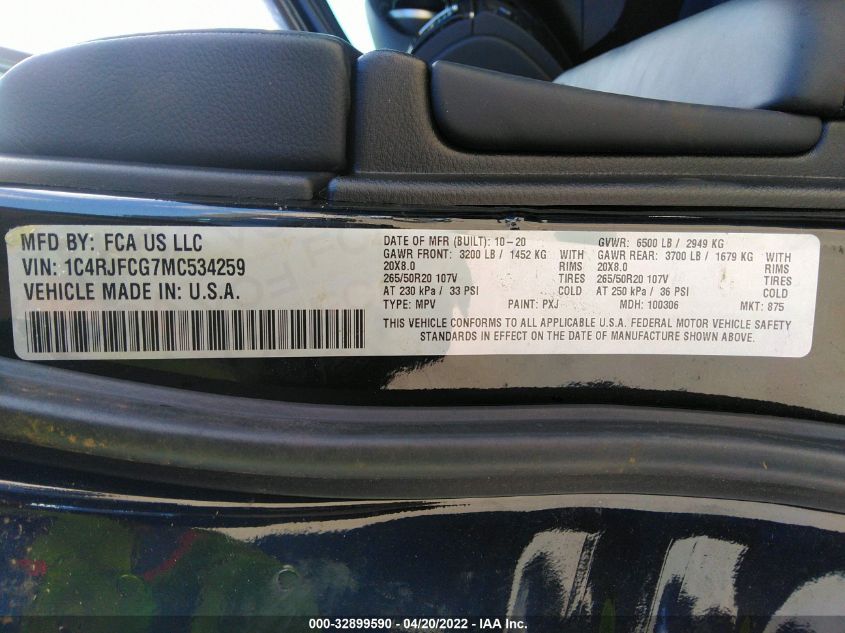 MFD BY: FCA US LLC
VIN: 1C4RJFCG7MC534259
VEHICLE MADE IN: U.S.A.
DATE OF MFR (BUILT): 10-20 GVWR: 6500 LB / 2949 KG
GAWR FRONT: 3200 LB / 1452 KG WITH GAWR REAR: 3700 LB / 1679 KG WITH
20X8.0 RIMS 20X8.0 RIMS
265/50R20 107V TIRES 265/50R20 107V TIRES
AT 230 kPa / 33 PSI COLD AT 250 kPa / 36 PSI COLD
TYPE: MPV PAINT: PXJ MDH: 100306 MKT: 875
THIS VEHICLE CONFORMS TO ALL APPLICABLE U.S.A. FEDERAL MOTOR VEHICLE SAFETY
STANDARDS IN EFFECT ON THE DATE OF MANUFACTURE SHOWN ABOVE.
000-32899590 - 04/20/2022 - IAA Inc.